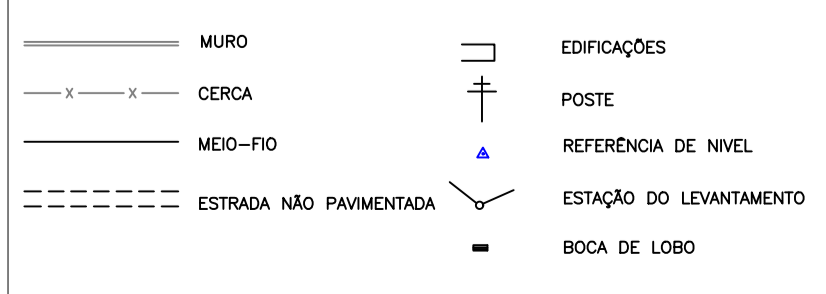 MURO
CERCA
MEIO-FIO
ESTRADA NÃO PAVIMENTADA
EDIFICAÇÕES
POSTE
REFERÊNCIA DE NIVEL
ESTAÇÃO DO LEVANTAMENTO
BOCA DE LOBO